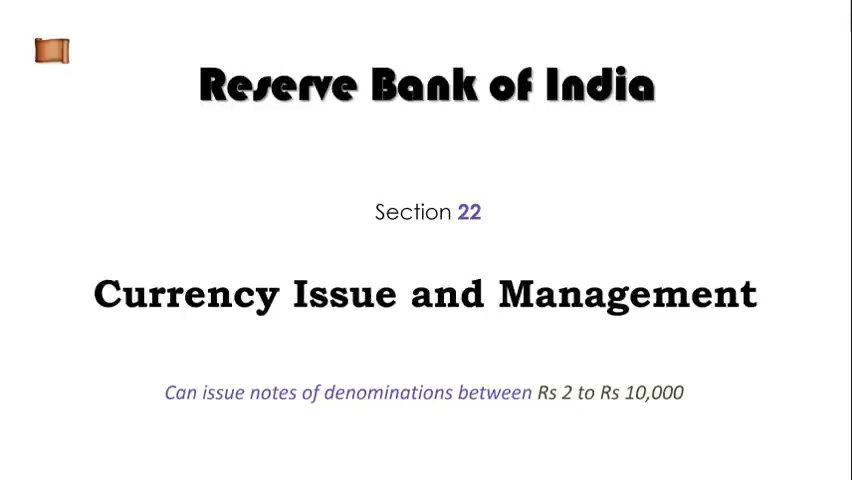 Reserve Bank of India
Section 22
Currency Issue and Management
Can issue notes of denominations between Rs 2 to Rs 10,000